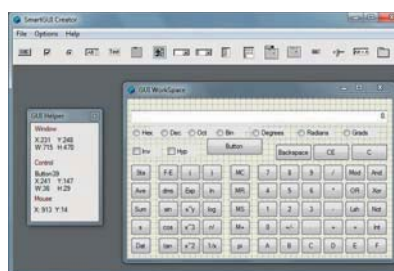 SmartGUI Creator
File Options Help
GUI Helper
Window
X:231 Y:248
W:715 H:478
Control
Button39
X:241 Y:147
W:36 H:29
Mouse
X: 913 Y:14
GUI WorkSpace
0
Hex Dec Oct Bin Degrees Radians Grads
Inv Hyp Button Backspace CE C
Sta F-E ( ) MC 7 8 9 / Mod And
Ave dms Exp ln MR 4 5 6 * OR Xor
Sum sin x^y log MS 1 2 3 - Lsh Not
s cos x^3 n! M+ 0 +/- . + = Int
Dat tan x^2 1/x pi A B C D E F